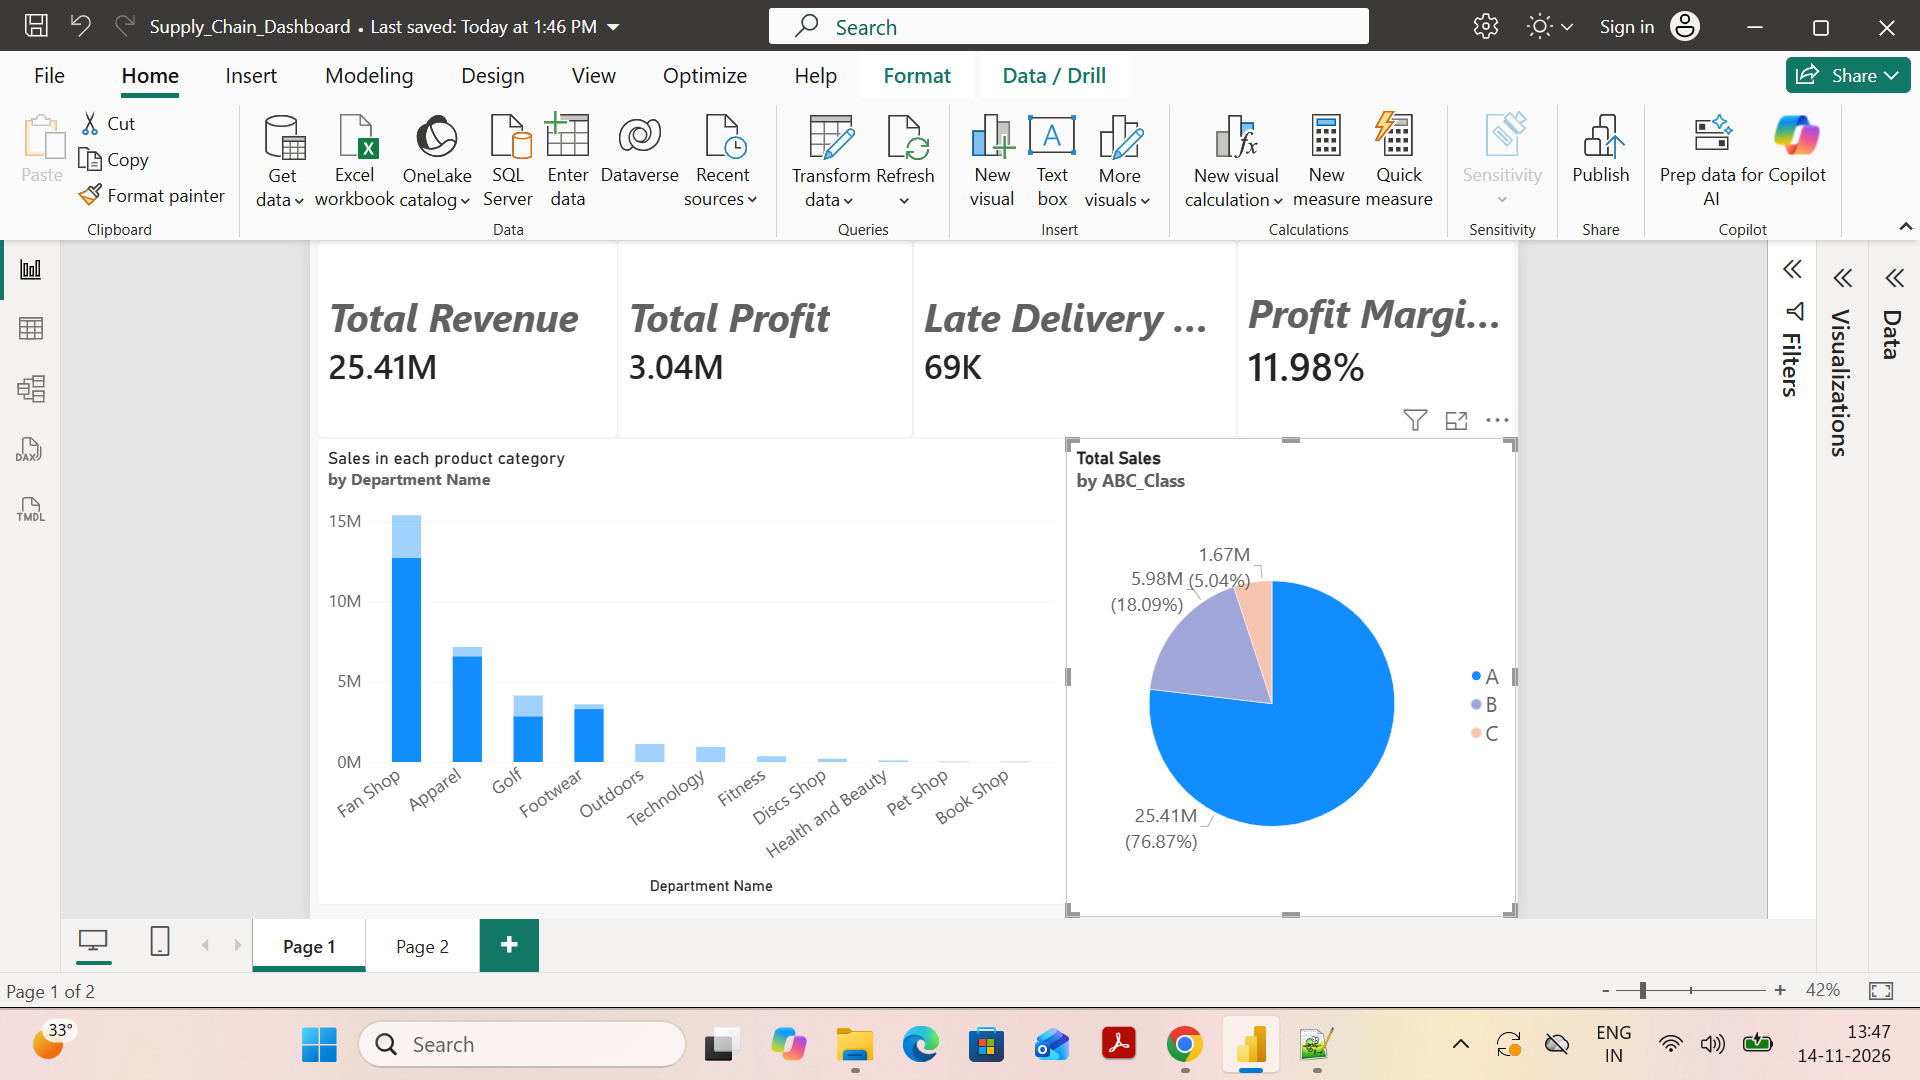 Supply_Chain_Dashboard • Last saved: Today at 1:46 PM
Search
Sign in
File Home Insert Modeling Design View Optimize Help Format Data / Drill
Share
Paste
Cut
Copy
Format painter
Clipboard
Get data
Excel workbook
OneLake catalog
SQL Server
Enter data
Dataverse
Recent sources
Data
Transform data
Refresh
Queries
New visual
Text box
More visuals
Insert
New visual calculation
New measure
Quick measure
Calculations
Sensitivity
Sensitivity
Publish
Share
Prep data for AI
Copilot
Copilot
DAX
TMDL
Total Revenue
25.41M
Total Profit
3.04M
Late Delivery ...
69K
Profit Margi...
11.98%
Filters
Visualizations
Data
Sales in each product category
by Department Name
15M
10M
5M
0M
Fan Shop
Apparel
Golf
Footwear
Outdoors
Technology
Fitness
Discs Shop
Health and Beauty
Pet Shop
Book Shop
Department Name
Total Sales
by ABC_Class
1.67M
(5.04%)
5.98M
(18.09%)
25.41M
(76.87%)
A
B
C
Page 1
Page 2
+
Page 1 of 2
- + 42%
33°
Search
ENG
IN
13:47
14-11-2026